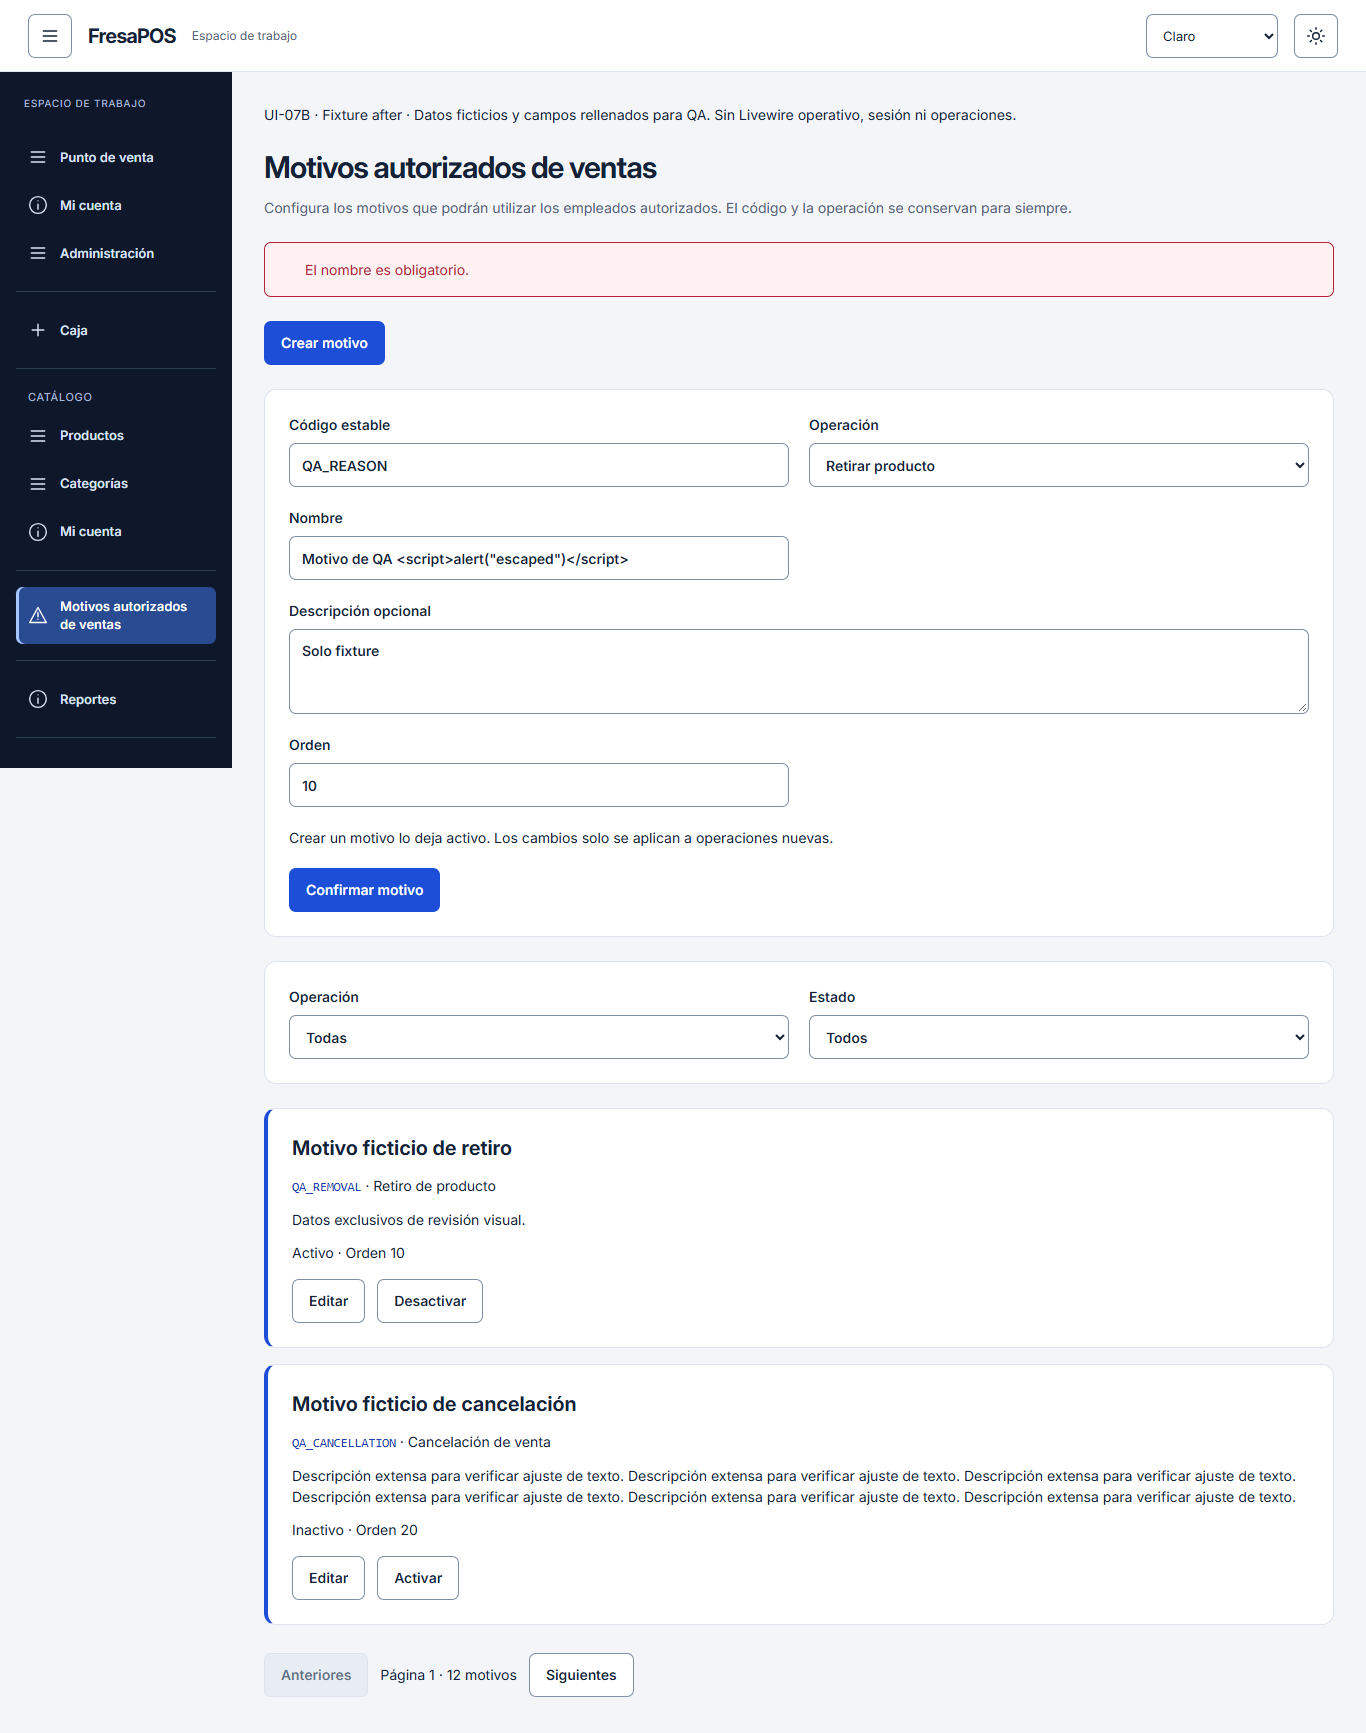 FresaPOS
Espacio de trabajo
Claro
ESPACIO DE TRABAJO
Punto de venta
Mi cuenta
Administración
Caja
CATÁLOGO
Productos
Categorías
Mi cuenta
Motivos autorizados
de ventas
Reportes
UI-07B · Fixture after · Datos ficticios y campos rellenados para QA. Sin Livewire operativo, sesión ni operaciones.
Motivos autorizados de ventas
Configura los motivos que podrán utilizar los empleados autorizados. El código y la operación se conservan para siempre.
El nombre es obligatorio.
Crear motivo
Código estable
Operación
QA_REASON
Retirar producto
Nombre
Motivo de QA <script>alert("escaped")</script>
Descripción opcional
Solo fixture
Orden
10
Crear un motivo lo deja activo. Los cambios solo se aplican a operaciones nuevas.
Confirmar motivo
Operación
Estado
Todas
Todos
Motivo ficticio de retiro
QA_REMOVAL · Retiro de producto
Datos exclusivos de revisión visual.
Activo · Orden 10
Editar
Desactivar
Motivo ficticio de cancelación
QA_CANCELLATION · Cancelación de venta
Descripción extensa para verificar ajuste de texto. Descripción extensa para verificar ajuste de texto. Descripción extensa para verificar ajuste de texto.
Descripción extensa para verificar ajuste de texto. Descripción extensa para verificar ajuste de texto. Descripción extensa para verificar ajuste de texto.
Inactivo · Orden 20
Editar
Activar
Anteriores
Página 1 · 12 motivos
Siguientes